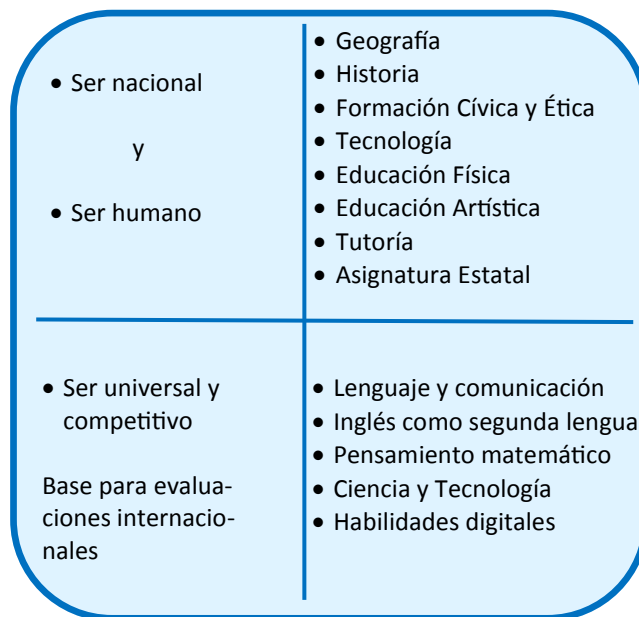 • Ser nacional
y
• Ser humano
• Geografía
• Historia
• Formación Cívica y Ética
• Tecnología
• Educación Física
• Educación Artística
• Tutoría
• Asignatura Estatal
• Ser universal y
competitivo
Base para evalua-
ciones internacio-
nales
• Lenguaje y comunicación
• Inglés como segunda lengua
• Pensamiento matemático
• Ciencia y Tecnología
• Habilidades digitales